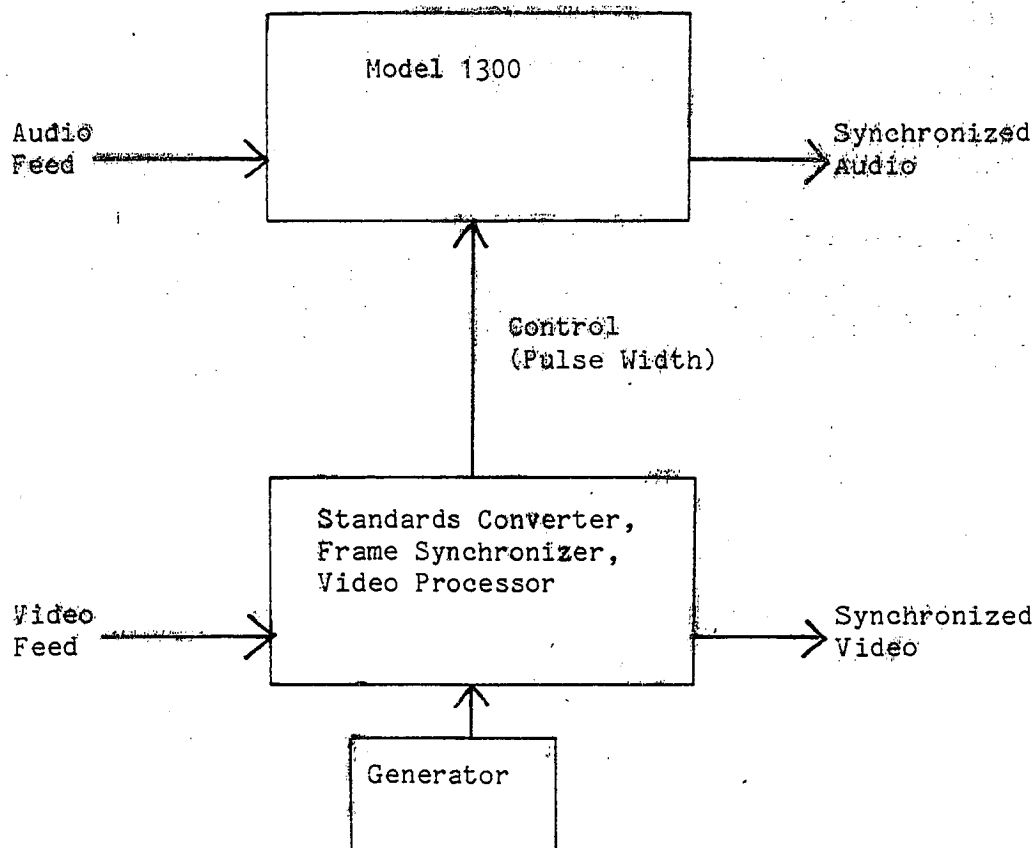 Model 1300
Audio
Feed
Synchronized
Audio
Control
(Pulse Width)
Standards Converter,
Frame Synchronizer,
Video Processor
Video
Feed
Synchronized
Video
Generator